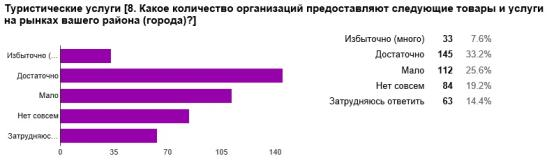 Туристические услуги [8. Какое количество организаций предоставляют следующие товары и услуги
на рынках вашего района (города)?]
Избыточно (...
Достаточно
Мало
Нет совсем
Затрудняюс...
0 35 70 105 140
Избыточно (много) 33 7.6%
Достаточно 145 33.2%
Мало 112 25.6%
Нет совсем 84 19.2%
Затрудняюсь ответить 63 14.4%